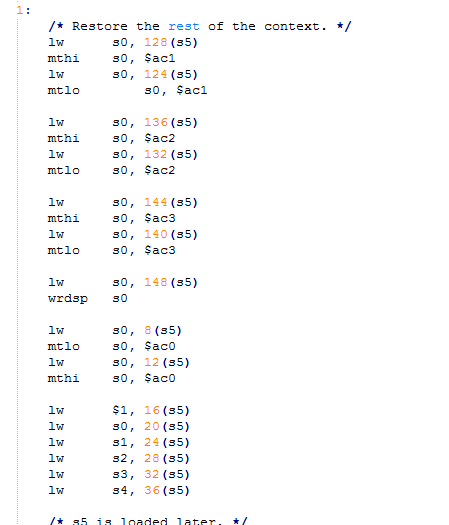 1:
/* Restore the rest of the context. */
lw s0, 128(s5)
mthi s0, $ac1
lw s0, 124(s5)
mtlo s0, $ac1
lw s0, 136(s5)
mthi s0, $ac2
lw s0, 132(s5)
mtlo s0, $ac2
lw s0, 144(s5)
mthi s0, $ac3
lw s0, 140(s5)
mtlo s0, $ac3
lw s0, 148(s5)
wrdsp s0
lw s0, 8(s5)
mtlo s0, $ac0
lw s0, 12(s5)
mthi s0, $ac0
lw $1, 16(s5)
lw s0, 20(s5)
lw s1, 24(s5)
lw s2, 28(s5)
lw s3, 32(s5)
lw s4, 36(s5)
/* s5 is loaded later. */